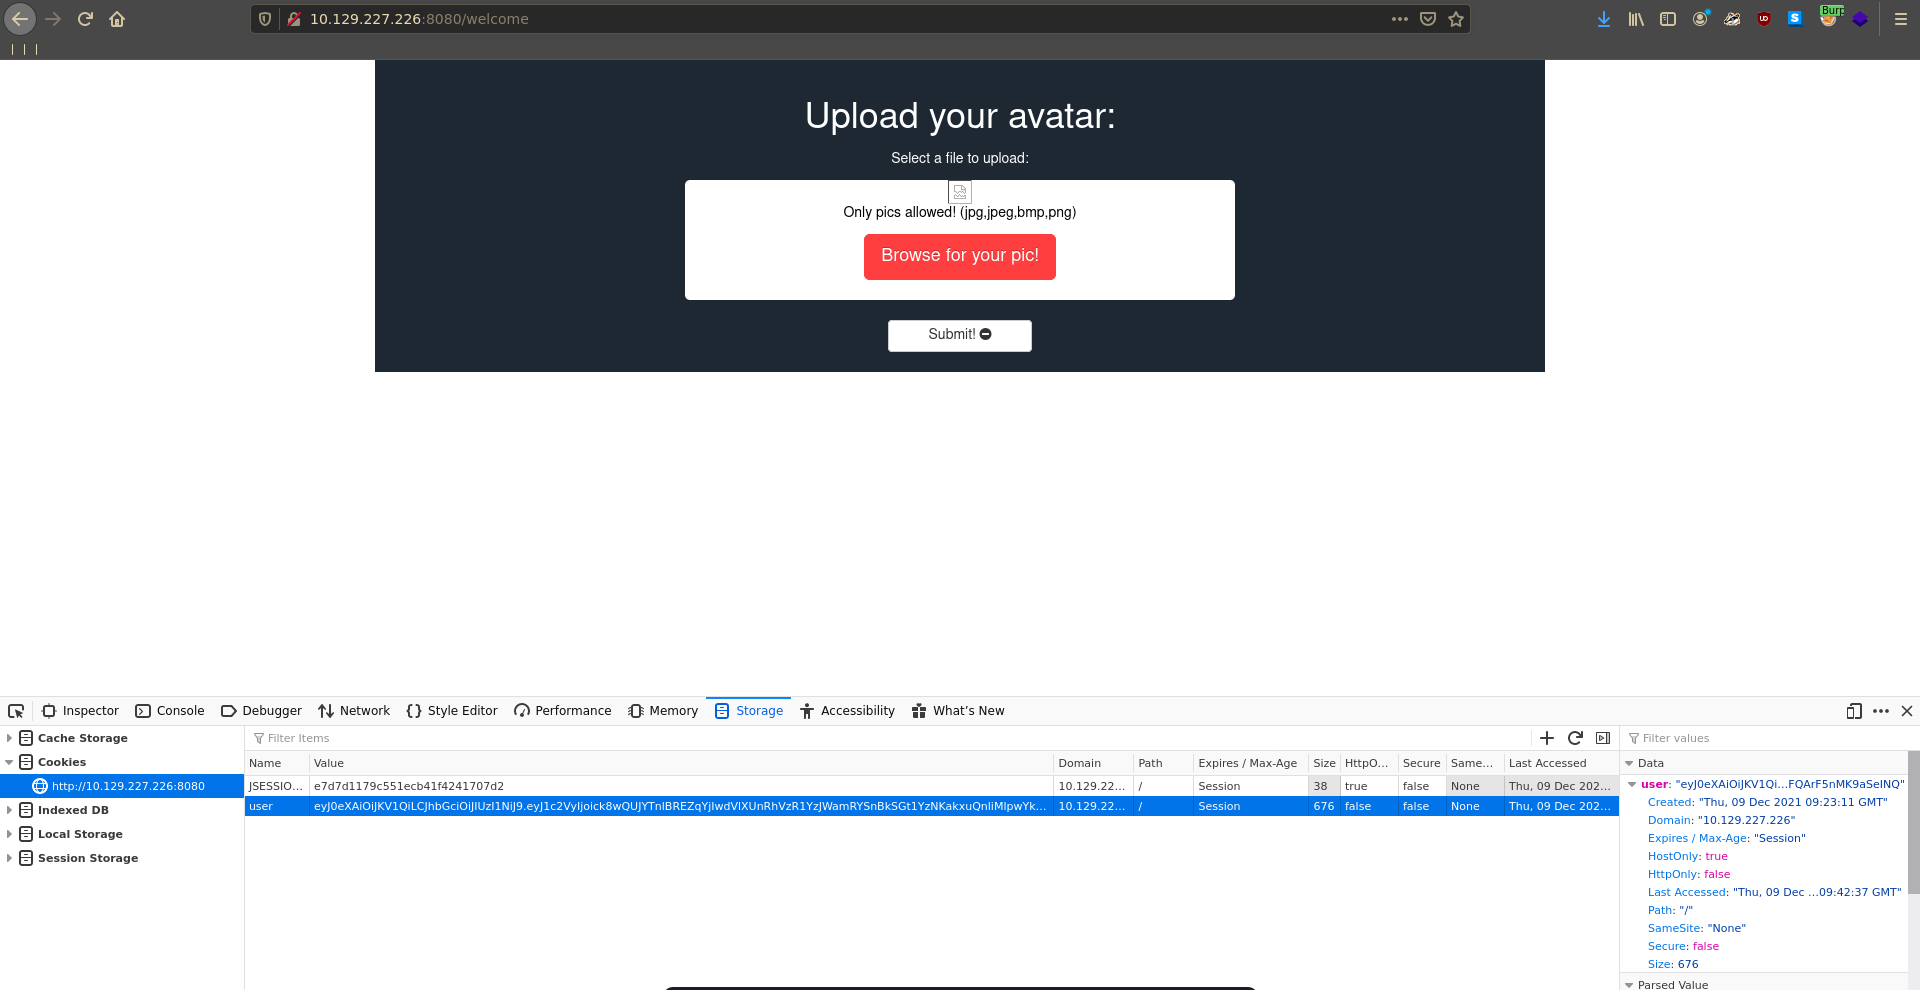 10.129.227.226:8080/welcome
Burp
Upload your avatar:
Select a file to upload:
Only pics allowed! (jpg,jpeg,bmp,png)
Browse for your pic!
Submit!
Inspector Console Debugger Network Style Editor Performance Memory Storage Accessibility What's New
Cache Storage
Cookies
http://10.129.227.226:8080
Indexed DB
Local Storage
Session Storage
Filter Items
Name Value Domain Path Expires / Max-Age Size HttpO... Secure Same... Last Accessed
JSESSIO... e7d7d1179c551ecb41f4241707d2 10.129.22... / Session 38 true false None Thu, 09 Dec 202...
user 10.129.22... / Session 676 false false None Thu, 09 Dec 202...
Filter values
Data
user: "eyJ0eXAiOiJKV1Qi...FQArF5nMK9aSeINQ"
Created: "Thu, 09 Dec 2021 09:23:11 GMT"
Domain: "10.129.227.226"
Expires / Max-Age: "Session"
HostOnly: true
HttpOnly: false
Last Accessed: "Thu, 09 Dec ...09:42:37 GMT"
Path: "/"
SameSite: "None"
Secure: false
Size: 676
Parsed Value